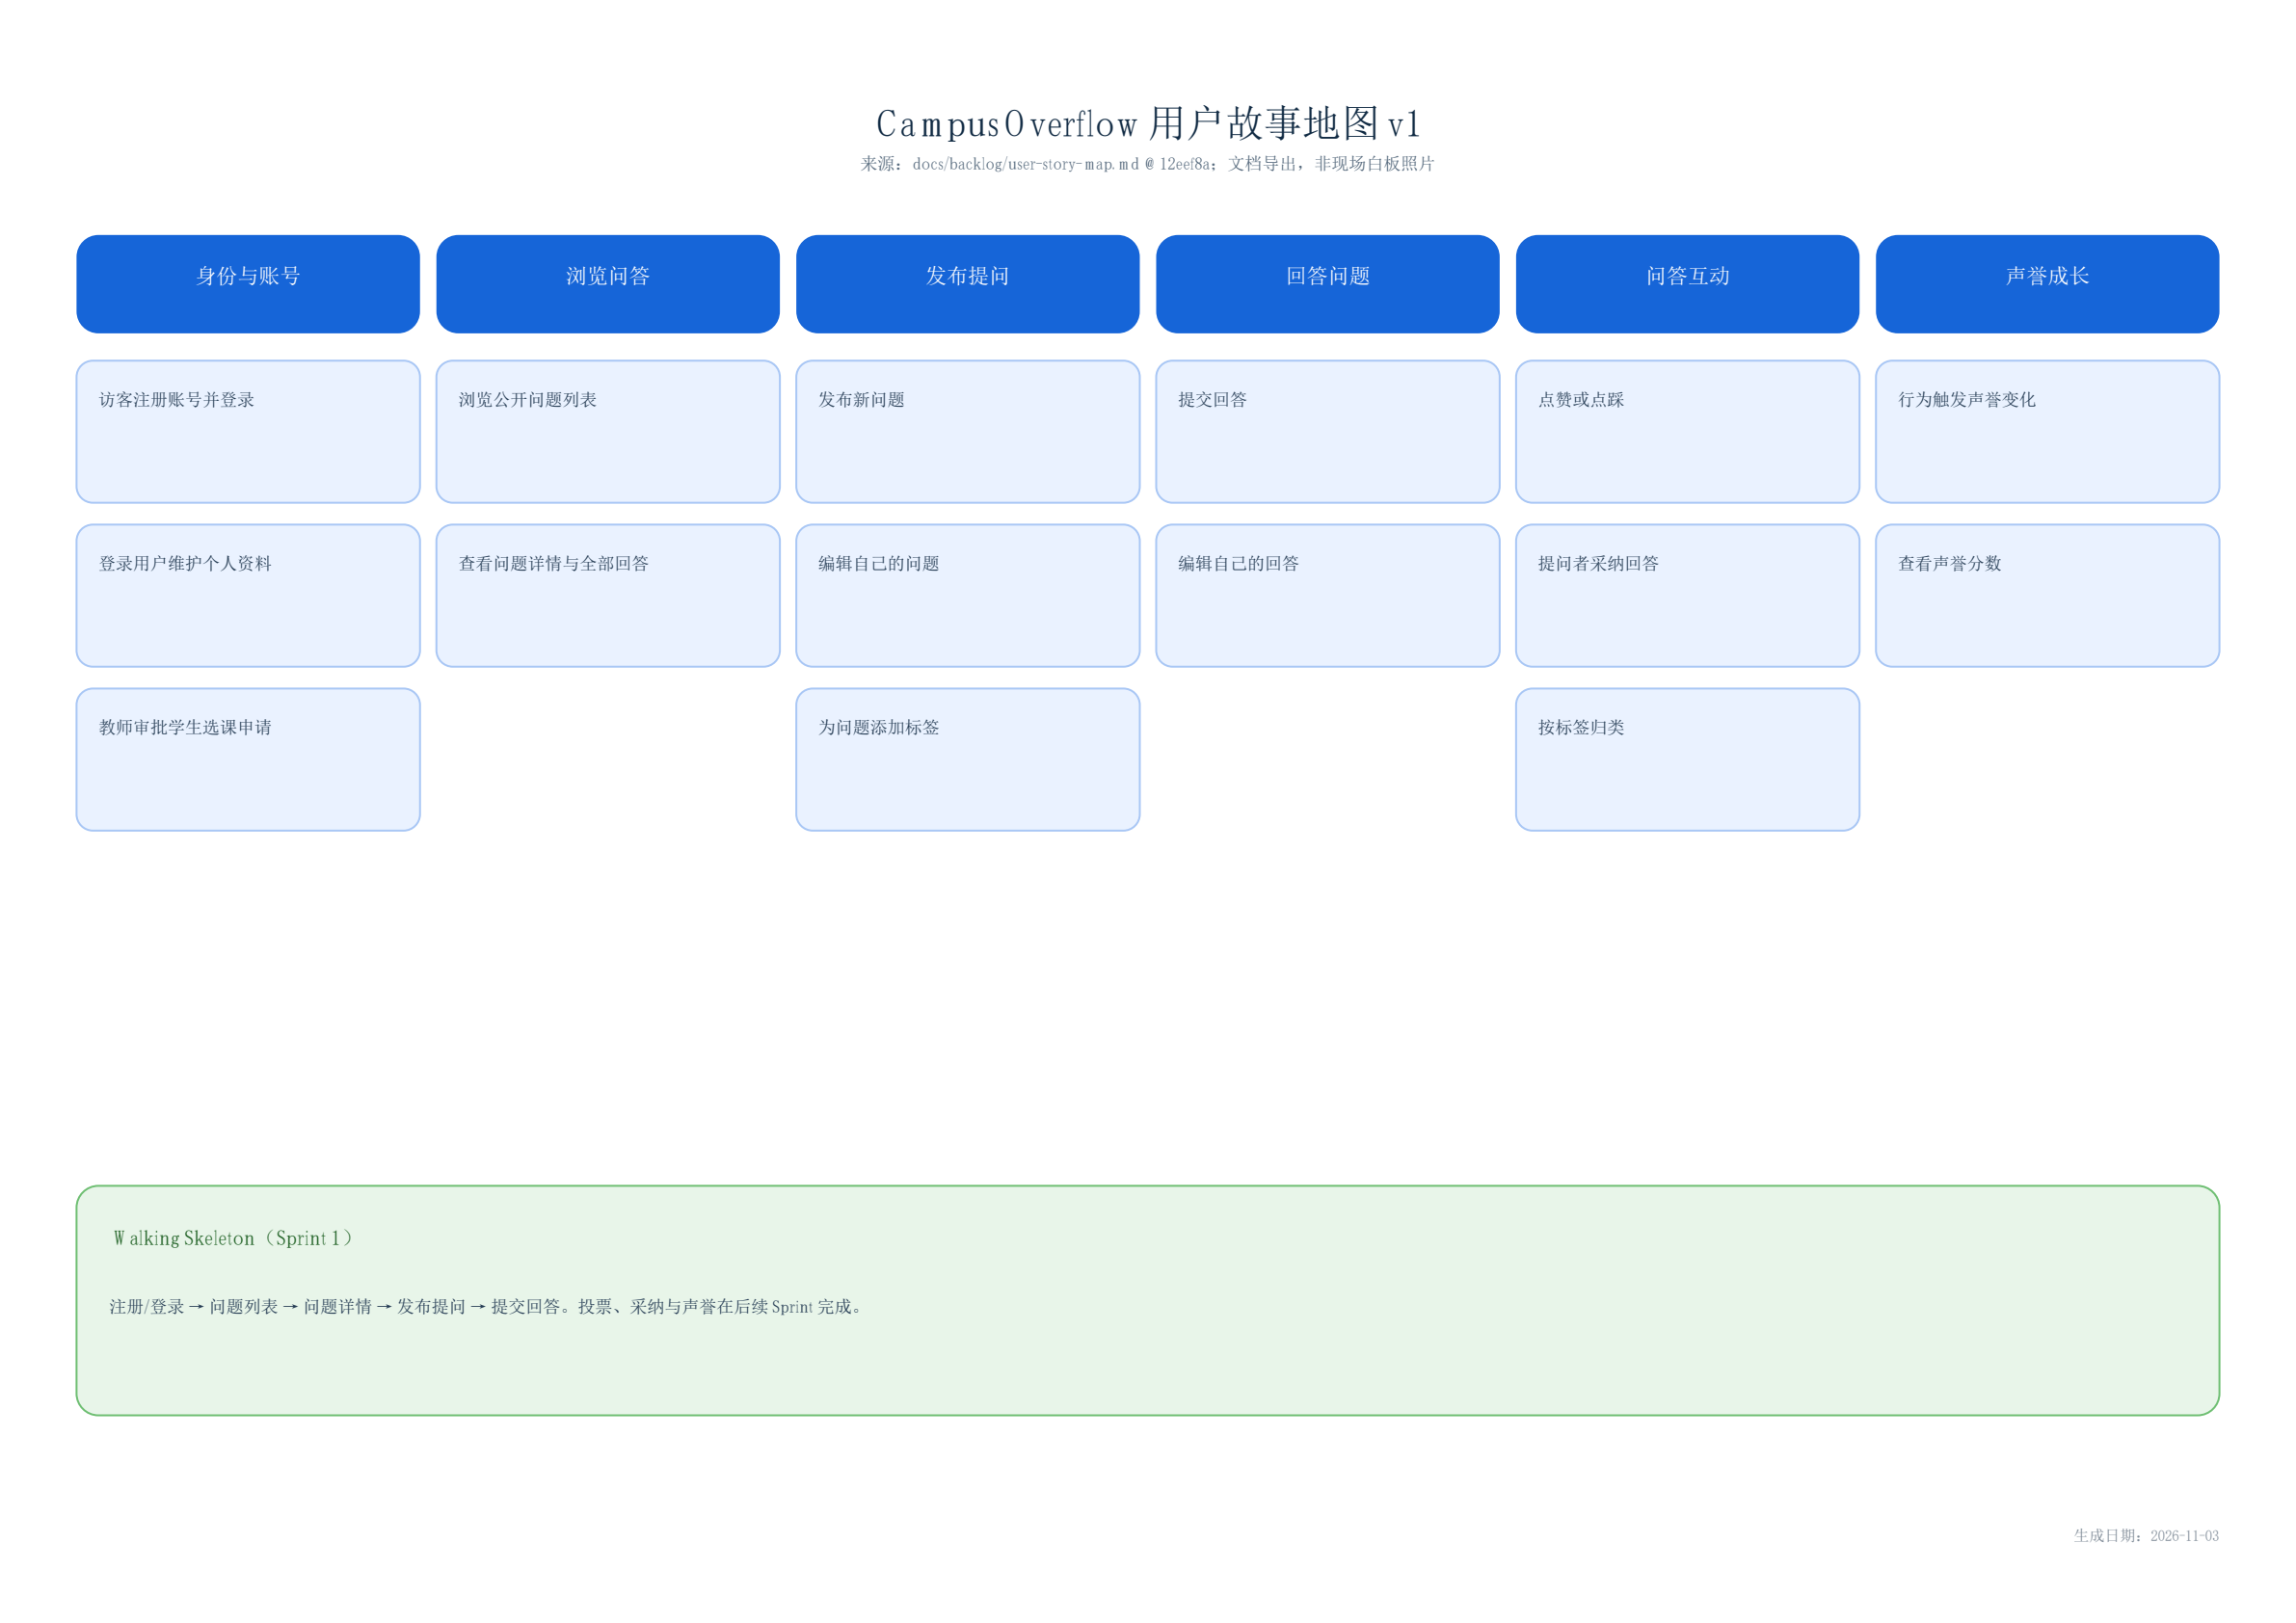 CampusOverflow 用户故事地图 v1
来源：docs/backlog/user-story-map.md @ 12eef8a；文档导出，非现场白板照片
身份与账号
浏览问答
发布提问
回答问题
问答互动
声誉成长
访客注册账号并登录
浏览公开问题列表
发布新问题
提交回答
点赞或点踩
行为触发声誉变化
登录用户维护个人资料
查看问题详情与全部回答
编辑自己的问题
编辑自己的回答
提问者采纳回答
查看声誉分数
教师审批学生选课申请
为问题添加标签
按标签归类
Walking Skeleton（Sprint 1）
注册/登录 → 问题列表 → 问题详情 → 发布提问 → 提交回答。投票、采纳与声誉在后续 Sprint 完成。
生成日期：2026-11-03